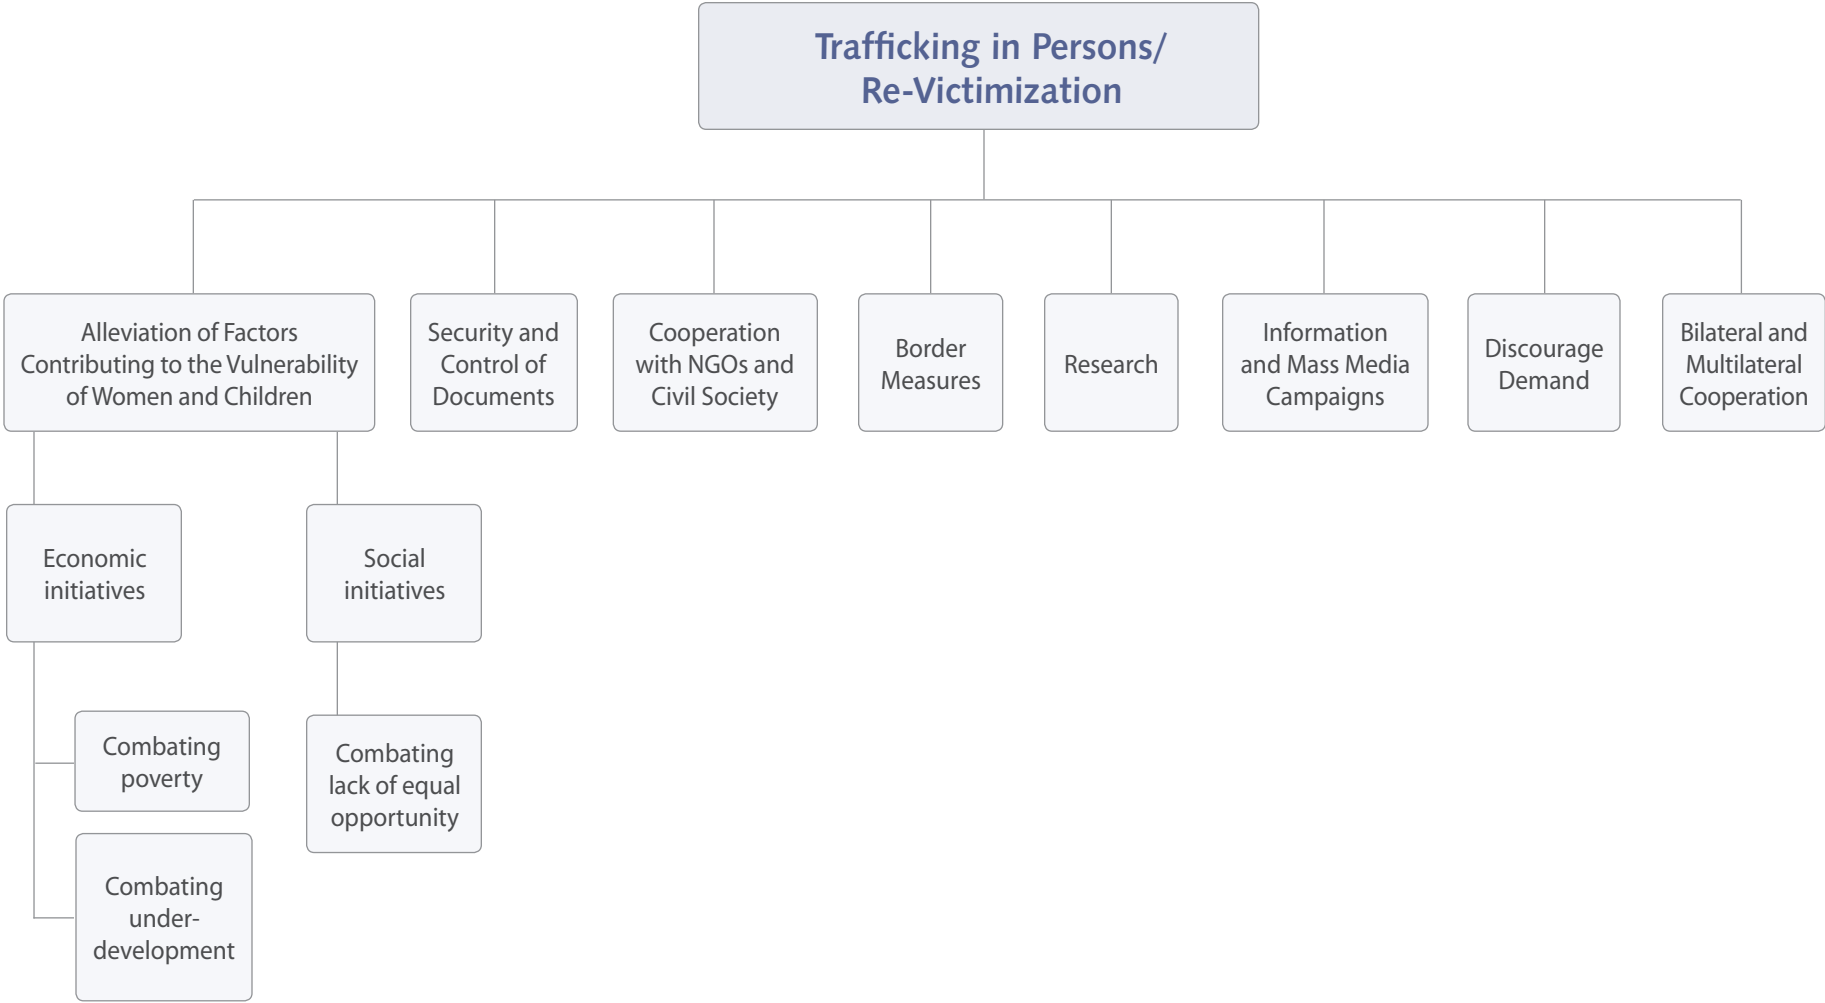 Trafficking in Persons/
Re-Victimization
Alleviation of Factors
Contributing to the Vulnerability
of Women and Children
Security and
Control of
Documents
Cooperation
with NGOs and
Civil Society
Border
Measures
Research
Information
and Mass Media
Campaigns
Discourage
Demand
Bilateral and
Multilateral
Cooperation
Economic
initiatives
Social
initiatives
Combating
poverty
Combating
lack of equal
opportunity
Combating
under-
development